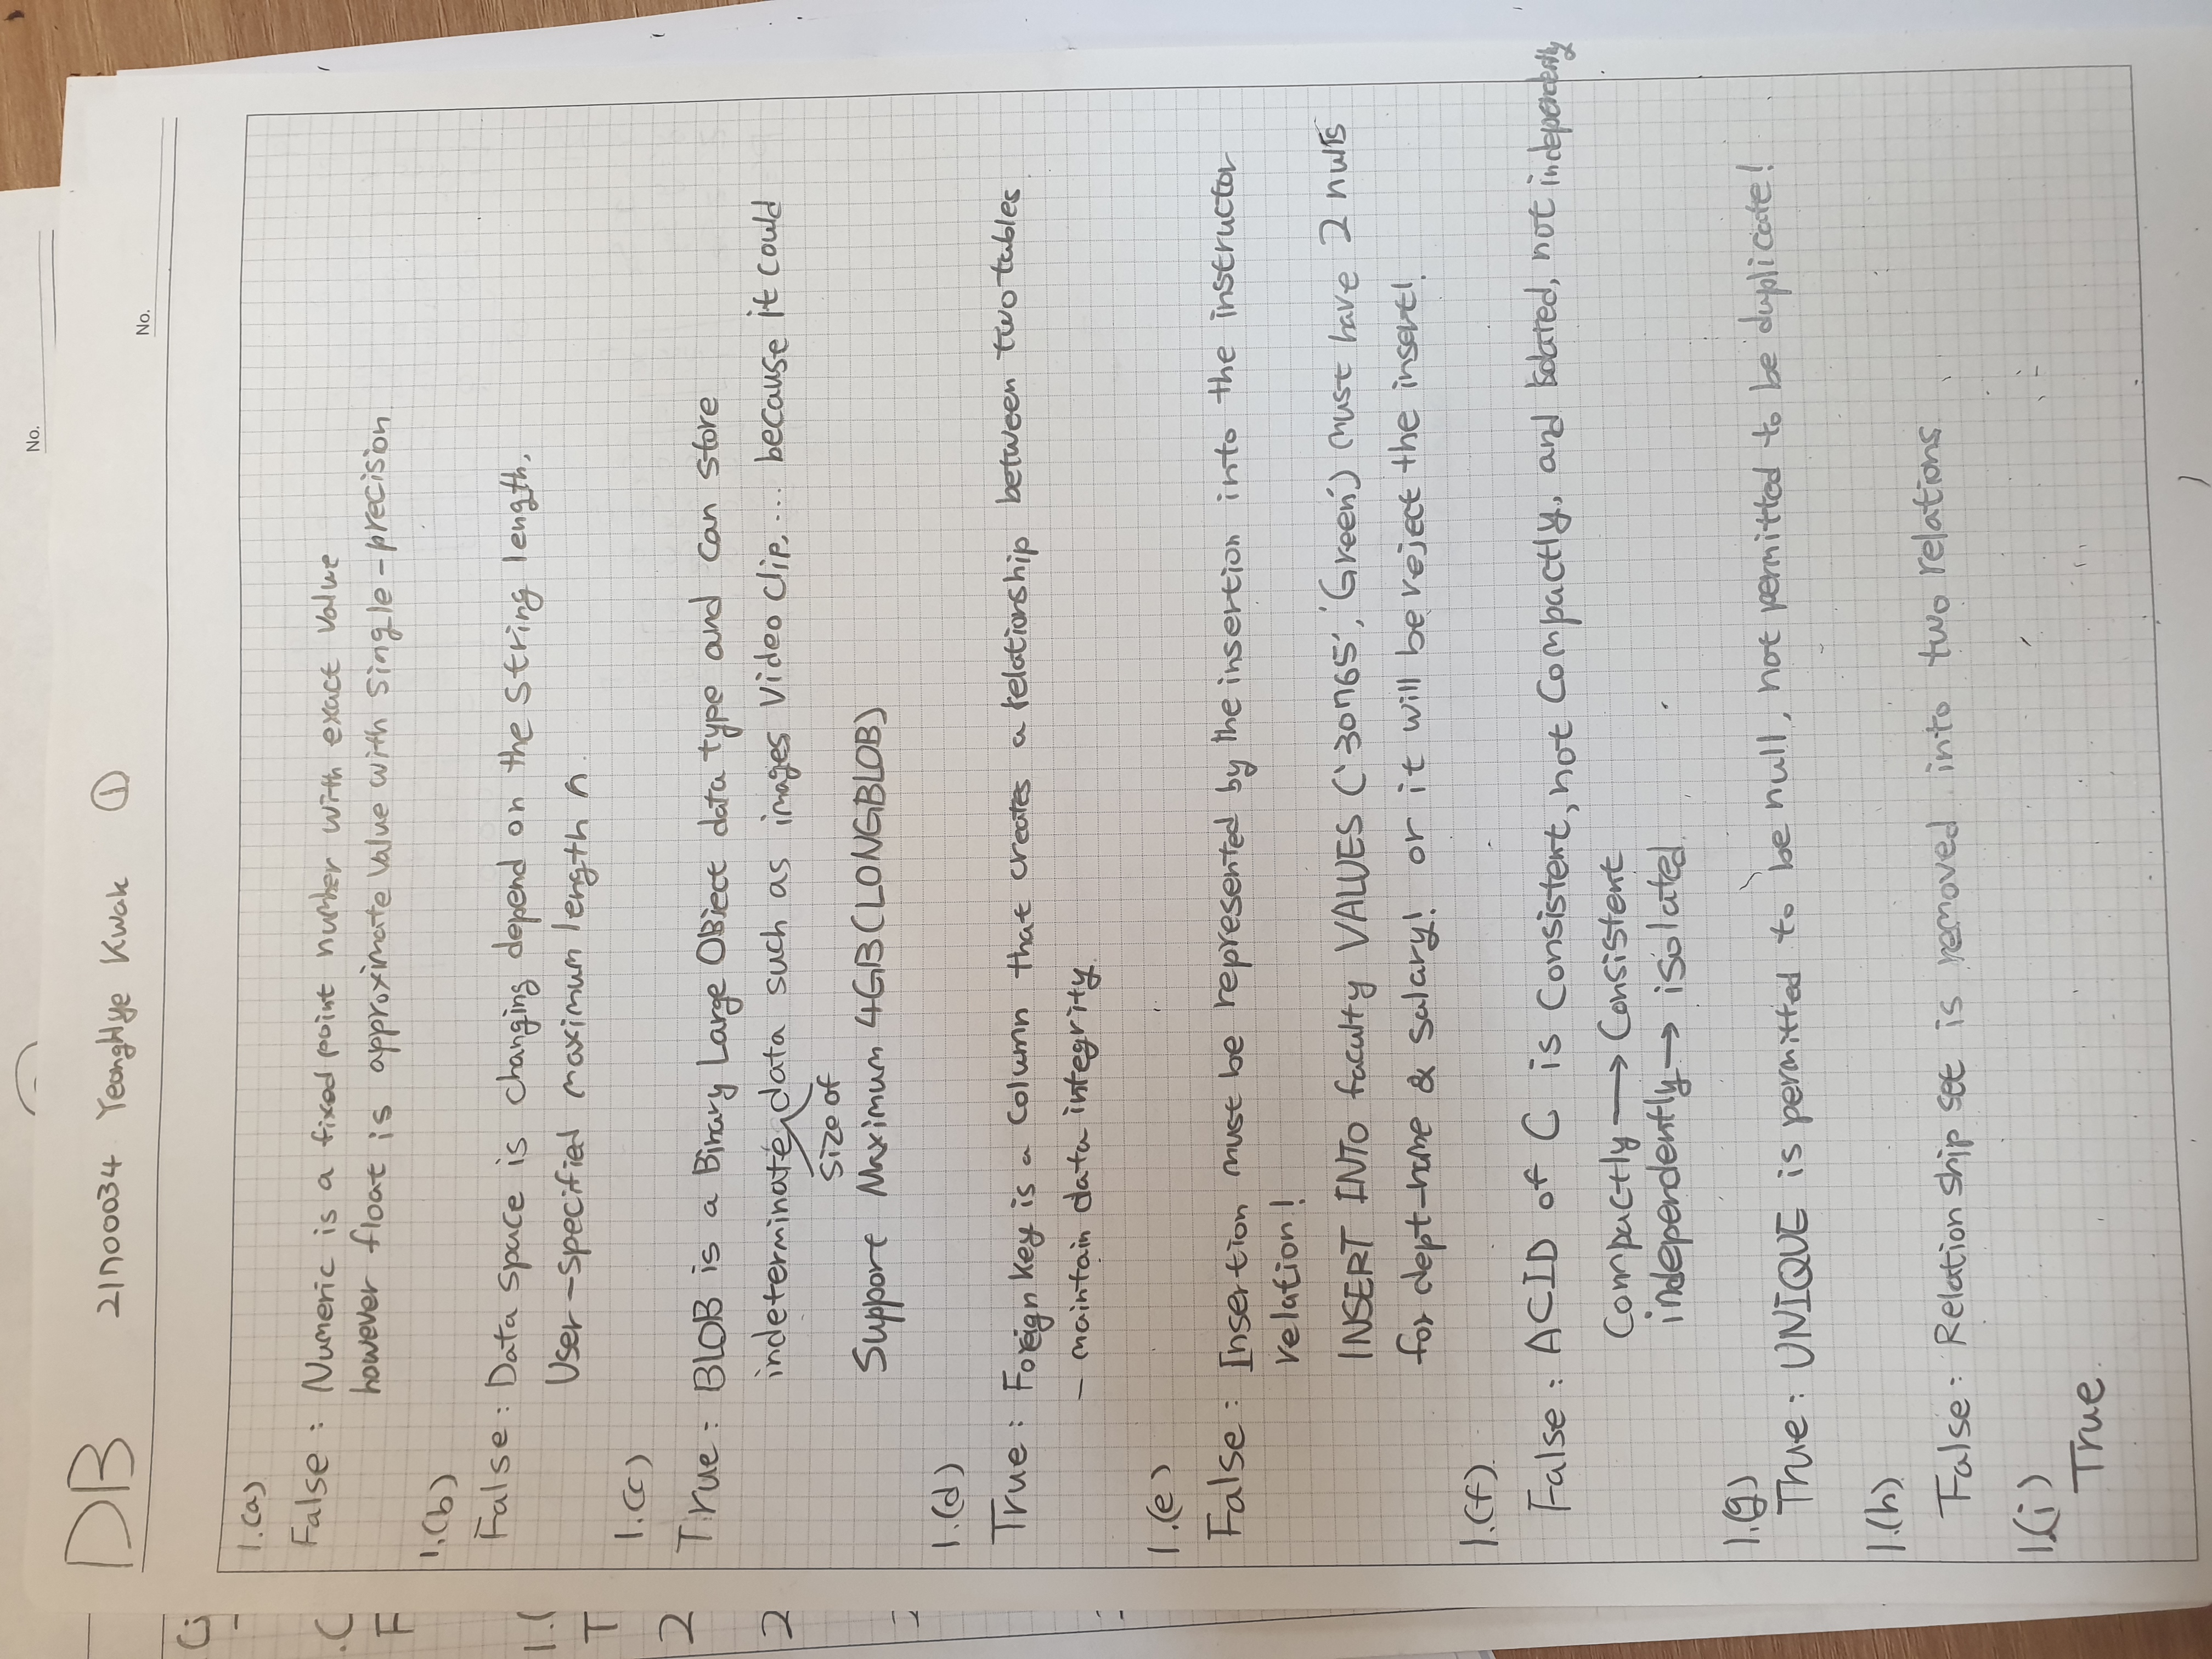 No.
DB 21700034 YeongHye Kwak ①
No.
1.(a)
False : Numeric is a fixed point number with exact value
however float is approximate value with single-precision
1.(b)
False : Data space is changing depend on the string length.
User-specified maximum length n.
1.(c)
True : BLOB is a Binary Large OBject data type and can store
indeterminate data such as images video clip, ... because it could
size of
support Maximum 4GB(LONGBLOB)
1.(d)
True : Foreign key is a column that creates a relationship between two tables
- maintain data integrity.
1.(e)
False : Insertion must be represented by the insertion into the instructor
relation!
INSERT INTO faculty VALUES ('30765', 'Green') must have 2 nulls
for dept-name & salary! or it will be reject the insert!
1.(f)
False : ACID of C is Consistent, not Compactly, and Isolated, not independently
Compactly → Consistent
independently → isolated.
1.(g)
True : UNIQUE is permitted to be null, not permitted to be duplicate!
1.(h)
False : Relationship set is removed into two relations
1.(i)
True.
Ci
.C
F
1.(
T
2
2